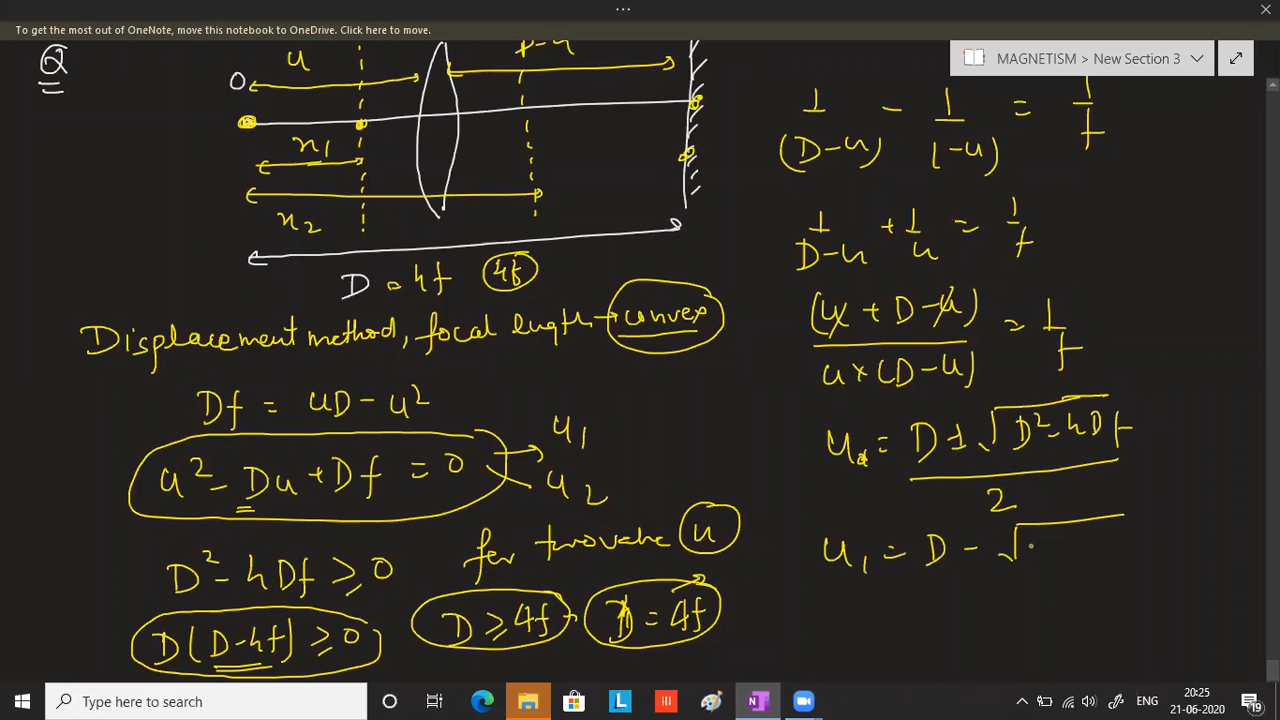 To get the most out of OneNote, move this notebook to OneDrive. Click here to move.
MAGNETISM > New Section 3
Q
u
D-u
O
x1
x2
D = 4f 4f
Displacement method, focal length → convex
Df = uD - u²
u² - Du + Df = 0
u1
u2
D² - 4Df ≥ 0
for two value u
D(D-4f) ≥ 0
D ≥ 4f
D = 4f
1/(D-u) - 1/(-u) = 1/f
1/D-u + 1/u = 1/f
(u + D - u)/u×(D-u) = 1/f
u = D ± √D²-4Df / 2
u1 = D - √
Type here to search
ENG
20:25
21-06-2020
19